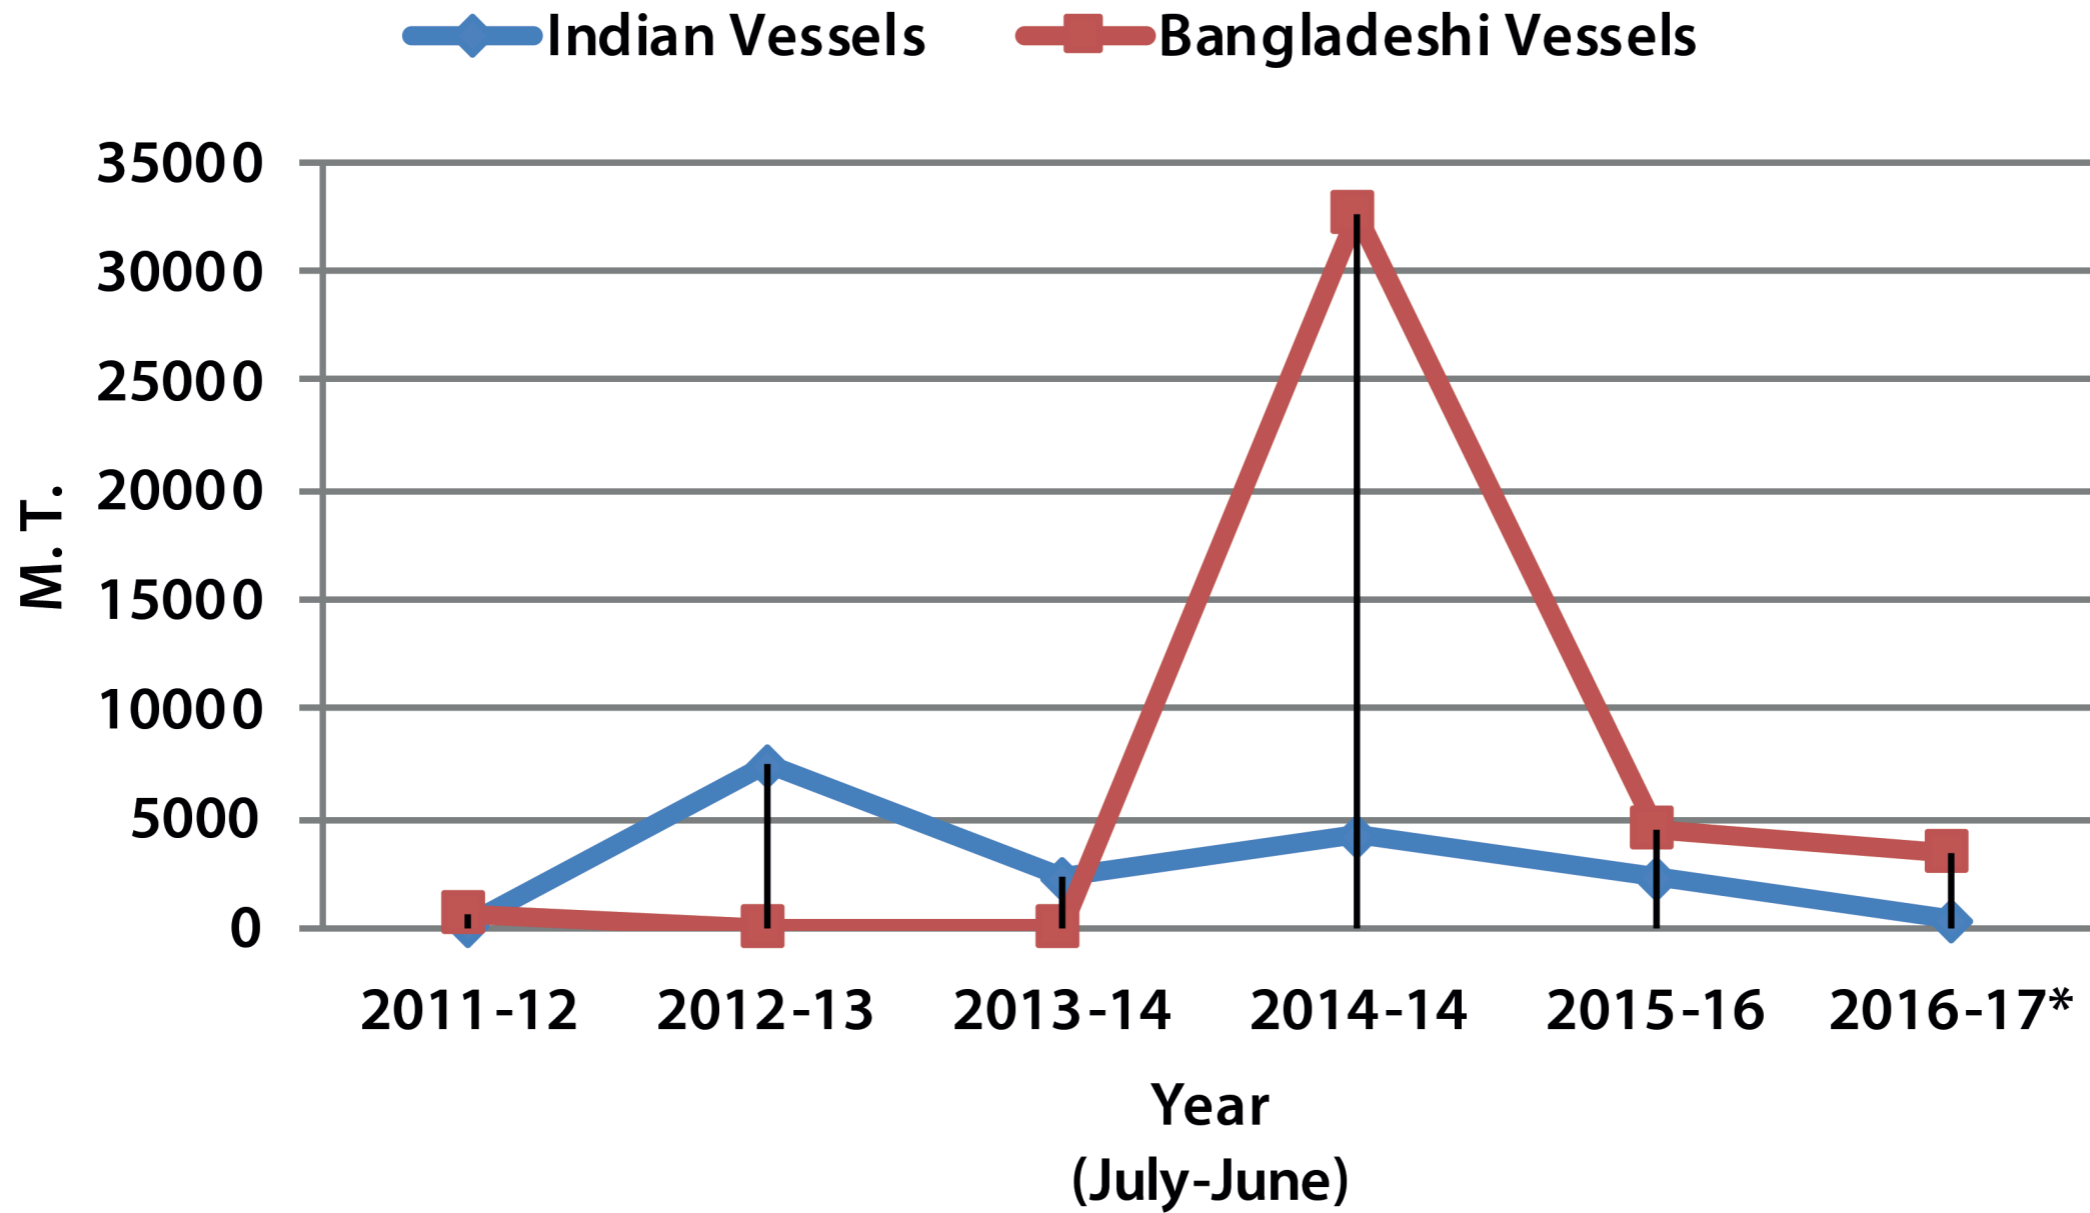 Indian Vessels
Bangladeshi Vessels
35000
30000
25000
20000
15000
10000
5000
0
M. T.
2011-12
2012-13
2013-14
2014-14
2015-16
2016-17*
Year
(July-June)